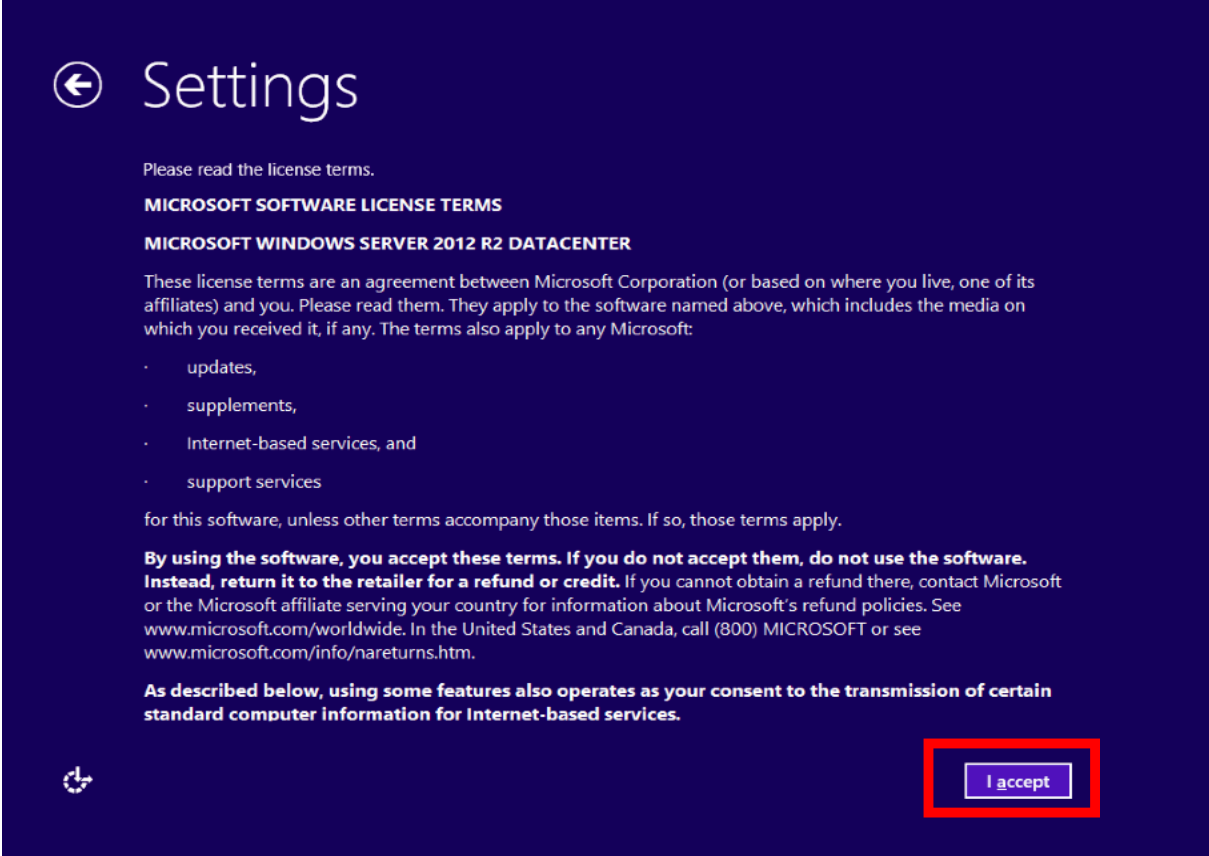 Settings
Please read the license terms.
MICROSOFT SOFTWARE LICENSE TERMS
MICROSOFT WINDOWS SERVER 2012 R2 DATACENTER
These license terms are an agreement between Microsoft Corporation (or based on where you live, one of its
affiliates) and you. Please read them. They apply to the software named above, which includes the media on
which you received it, if any. The terms also apply to any Microsoft:
· updates,
· supplements,
· Internet-based services, and
· support services
for this software, unless other terms accompany those items. If so, those terms apply.
By using the software, you accept these terms. If you do not accept them, do not use the software.
Instead, return it to the retailer for a refund or credit. If you cannot obtain a refund there, contact Microsoft
or the Microsoft affiliate serving your country for information about Microsoft's refund policies. See
www.microsoft.com/worldwide. In the United States and Canada, call (800) MICROSOFT or see
www.microsoft.com/info/nareturns.htm.
As described below, using some features also operates as your consent to the transmission of certain
standard computer information for Internet-based services.
I accept